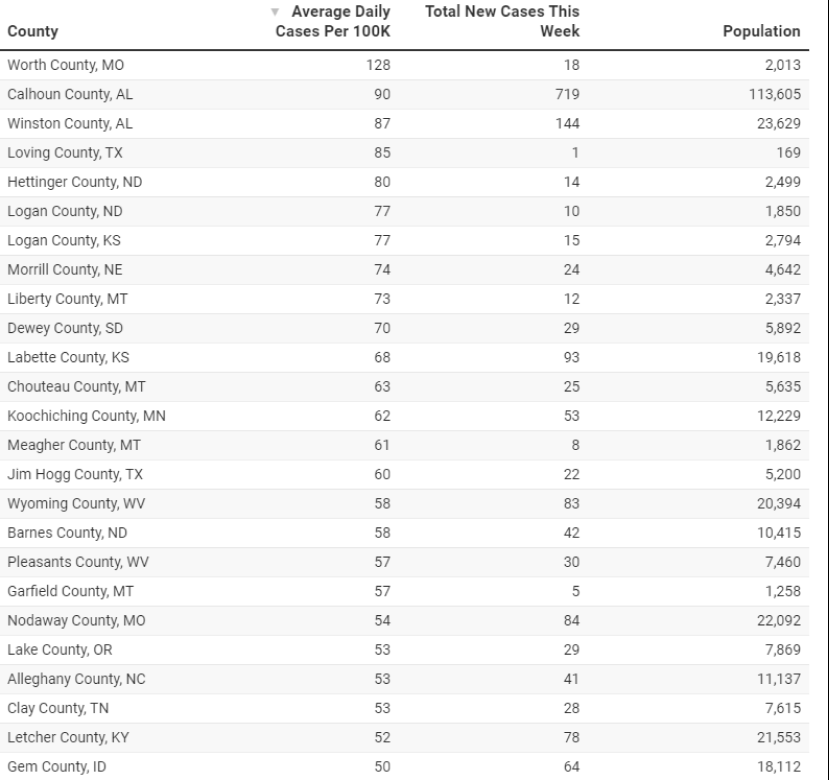 ▼ Average Daily Total New Cases This
County Cases Per 100K Week Population
Worth County, MO 128 18 2,013
Calhoun County, AL 90 719 113,605
Winston County, AL 87 144 23,629
Loving County, TX 85 1 169
Hettinger County, ND 80 14 2,499
Logan County, ND 77 10 1,850
Logan County, KS 77 15 2,794
Morrill County, NE 74 24 4,642
Liberty County, MT 73 12 2,337
Dewey County, SD 70 29 5,892
Labette County, KS 68 93 19,618
Chouteau County, MT 63 25 5,635
Koochiching County, MN 62 53 12,229
Meagher County, MT 61 8 1,862
Jim Hogg County, TX 60 22 5,200
Wyoming County, WV 58 83 20,394
Barnes County, ND 58 42 10,415
Pleasants County, WV 57 30 7,460
Garfield County, MT 57 5 1,258
Nodaway County, MO 54 84 22,092
Lake County, OR 53 29 7,869
Alleghany County, NC 53 41 11,137
Clay County, TN 53 28 7,615
Letcher County, KY 52 78 21,553
Gem County, ID 50 64 18,112